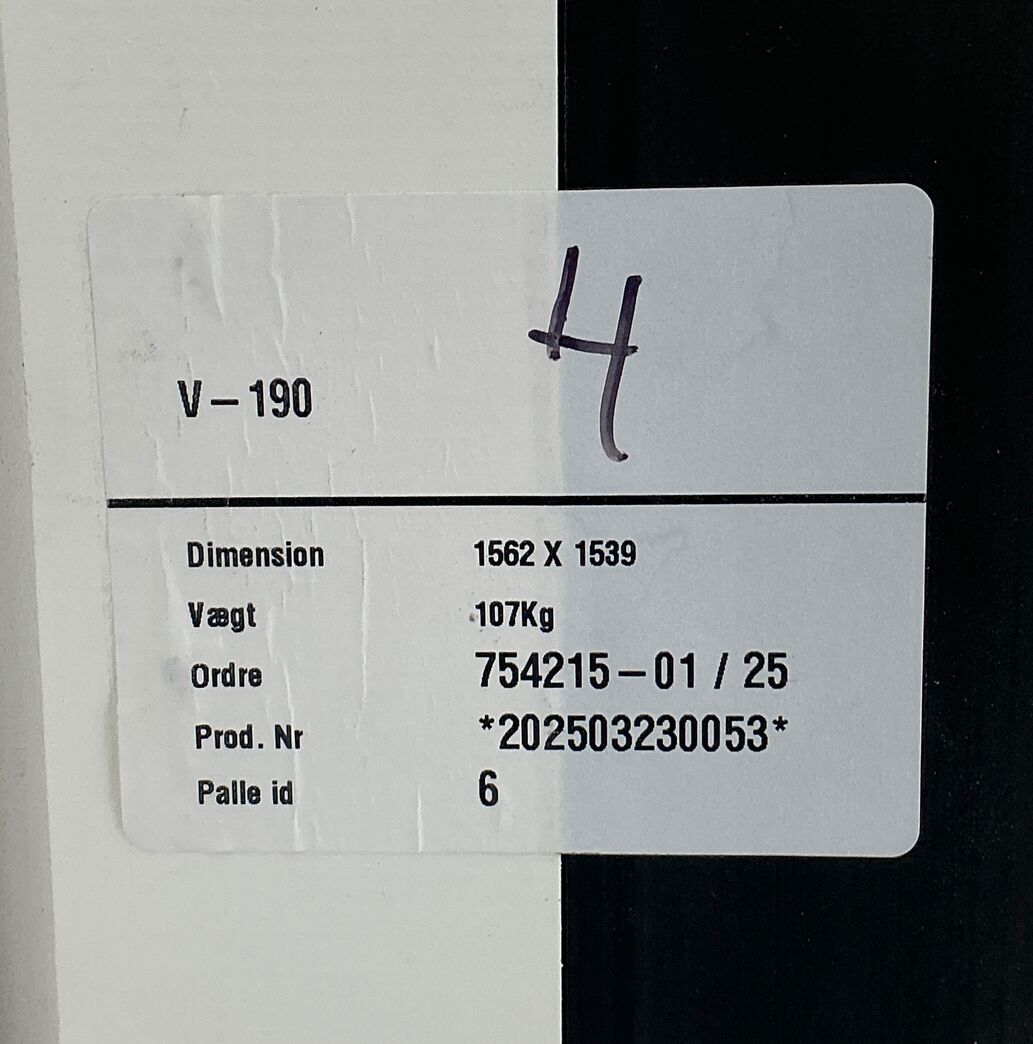 4
V-190
Dimension 1562 X 1539
Vægt 107Kg
Ordre 754215-01 / 25
Prod. Nr *202503230053*
Palle id 6